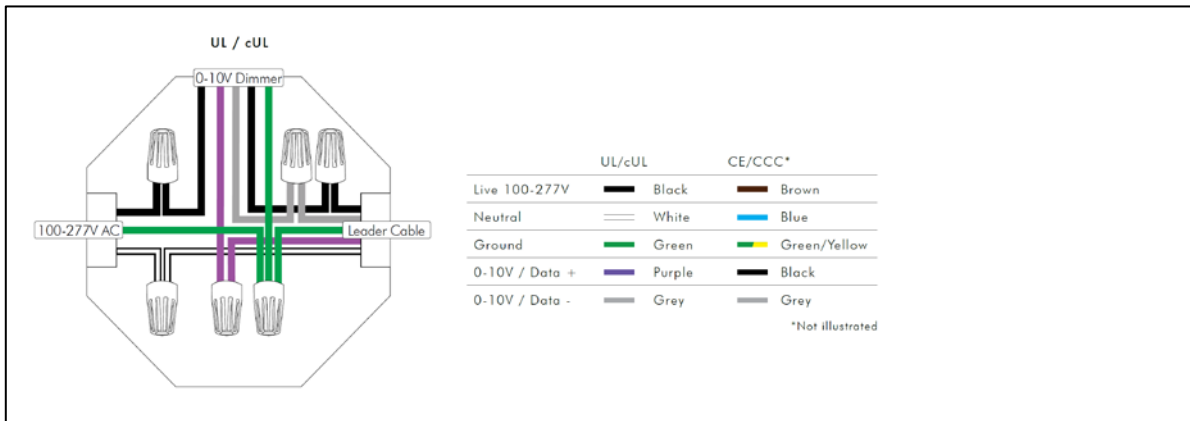 UL / cUL
0-10V Dimmer
100-277V AC
Leader Cable
UL/cUL CE/CCC*
Live 100-277V Black Brown
Neutral White Blue
Ground Green Green/Yellow
0-10V / Data + Purple Black
0-10V / Data - Grey Grey
*Not illustrated